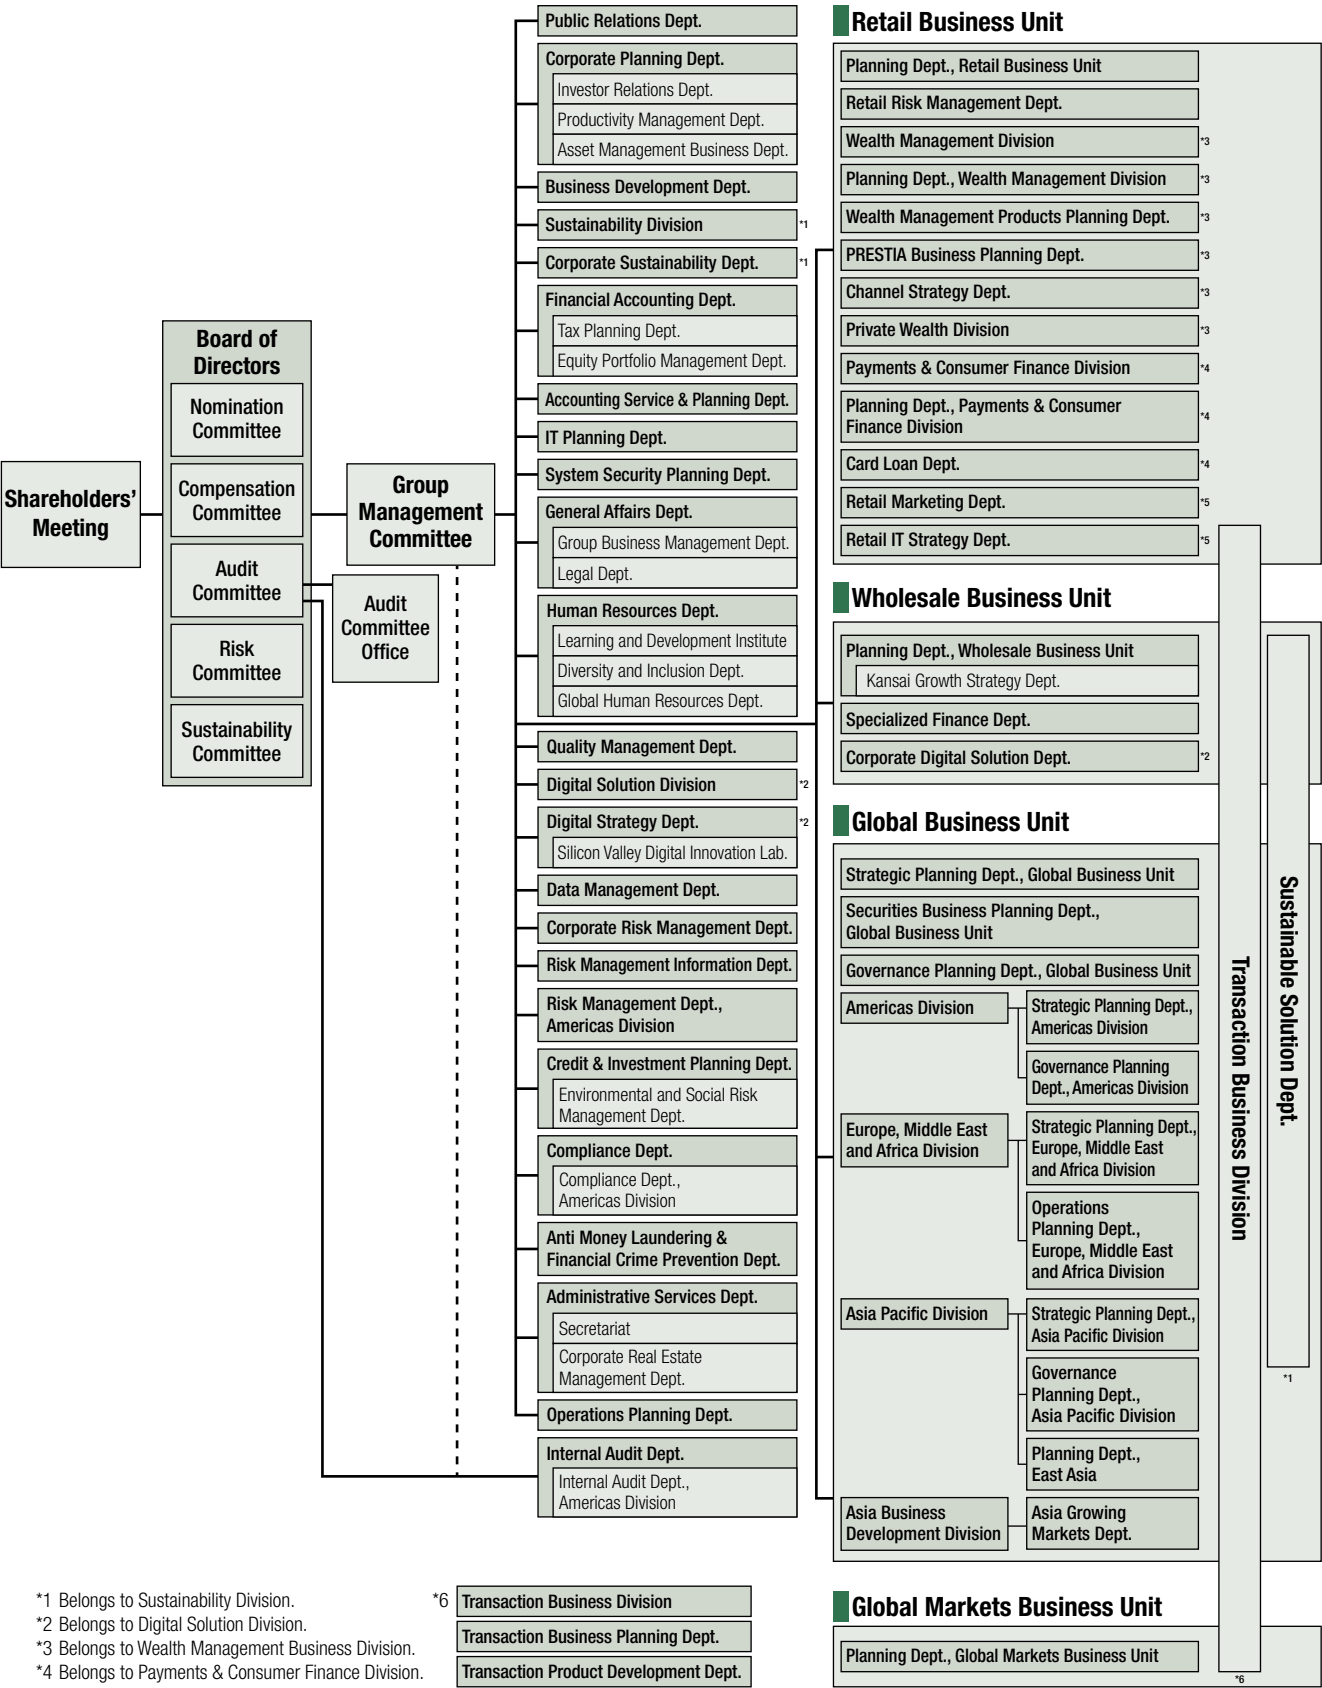 Shareholders’
Meeting
Board of
Directors
Nomination
Committee
Compensation
Committee
Audit
Committee
Risk
Committee
Sustainability
Committee
Group
Management
Committee
Audit
Committee
Office
Public Relations Dept.
Corporate Planning Dept.
Investor Relations Dept.
Productivity Management Dept.
Asset Management Business Dept.
Business Development Dept.
Sustainability Division *1
Corporate Sustainability Dept. *1
Financial Accounting Dept.
Tax Planning Dept.
Equity Portfolio Management Dept.
Accounting Service & Planning Dept.
IT Planning Dept.
System Security Planning Dept.
General Affairs Dept.
Group Business Management Dept.
Legal Dept.
Human Resources Dept.
Learning and Development Institute
Diversity and Inclusion Dept.
Global Human Resources Dept.
Quality Management Dept.
Digital Solution Division *2
Digital Strategy Dept. *2
Silicon Valley Digital Innovation Lab.
Data Management Dept.
Corporate Risk Management Dept.
Risk Management Information Dept.
Risk Management Dept.,
Americas Division
Credit & Investment Planning Dept.
Environmental and Social Risk
Management Dept.
Compliance Dept.
Compliance Dept.,
Americas Division
Anti Money Laundering &
Financial Crime Prevention Dept.
Administrative Services Dept.
Secretariat
Corporate Real Estate
Management Dept.
Operations Planning Dept.
Internal Audit Dept.
Internal Audit Dept.,
Americas Division
Retail Business Unit
Planning Dept., Retail Business Unit
Retail Risk Management Dept.
Wealth Management Division *3
Planning Dept., Wealth Management Division *3
Wealth Management Products Planning Dept. *3
PRESTIA Business Planning Dept. *3
Channel Strategy Dept. *3
Private Wealth Division *3
Payments & Consumer Finance Division *4
Planning Dept., Payments & Consumer
Finance Division *4
Card Loan Dept. *4
Retail Marketing Dept. *5
Retail IT Strategy Dept. *5
Wholesale Business Unit
Planning Dept., Wholesale Business Unit
Kansai Growth Strategy Dept.
Specialized Finance Dept.
Corporate Digital Solution Dept. *2
Global Business Unit
Strategic Planning Dept., Global Business Unit
Securities Business Planning Dept.,
Global Business Unit
Governance Planning Dept., Global Business Unit
Americas Division
Strategic Planning Dept.,
Americas Division
Governance Planning
Dept., Americas Division
Europe, Middle East
and Africa Division
Strategic Planning Dept.,
Europe, Middle East
and Africa Division
Operations
Planning Dept.,
Europe, Middle East
and Africa Division
Asia Pacific Division
Strategic Planning Dept.,
Asia Pacific Division
Governance
Planning Dept.,
Asia Pacific Division
Planning Dept.,
East Asia
Asia Business
Development Division
Asia Growing
Markets Dept.
Global Markets Business Unit
Planning Dept., Global Markets Business Unit
Transaction Business Division
*6
Sustainable Solution Dept.
*1
*1 Belongs to Sustainability Division.
*2 Belongs to Digital Solution Division.
*3 Belongs to Wealth Management Business Division.
*4 Belongs to Payments & Consumer Finance Division.
*6 Transaction Business Division
Transaction Business Planning Dept.
Transaction Product Development Dept.